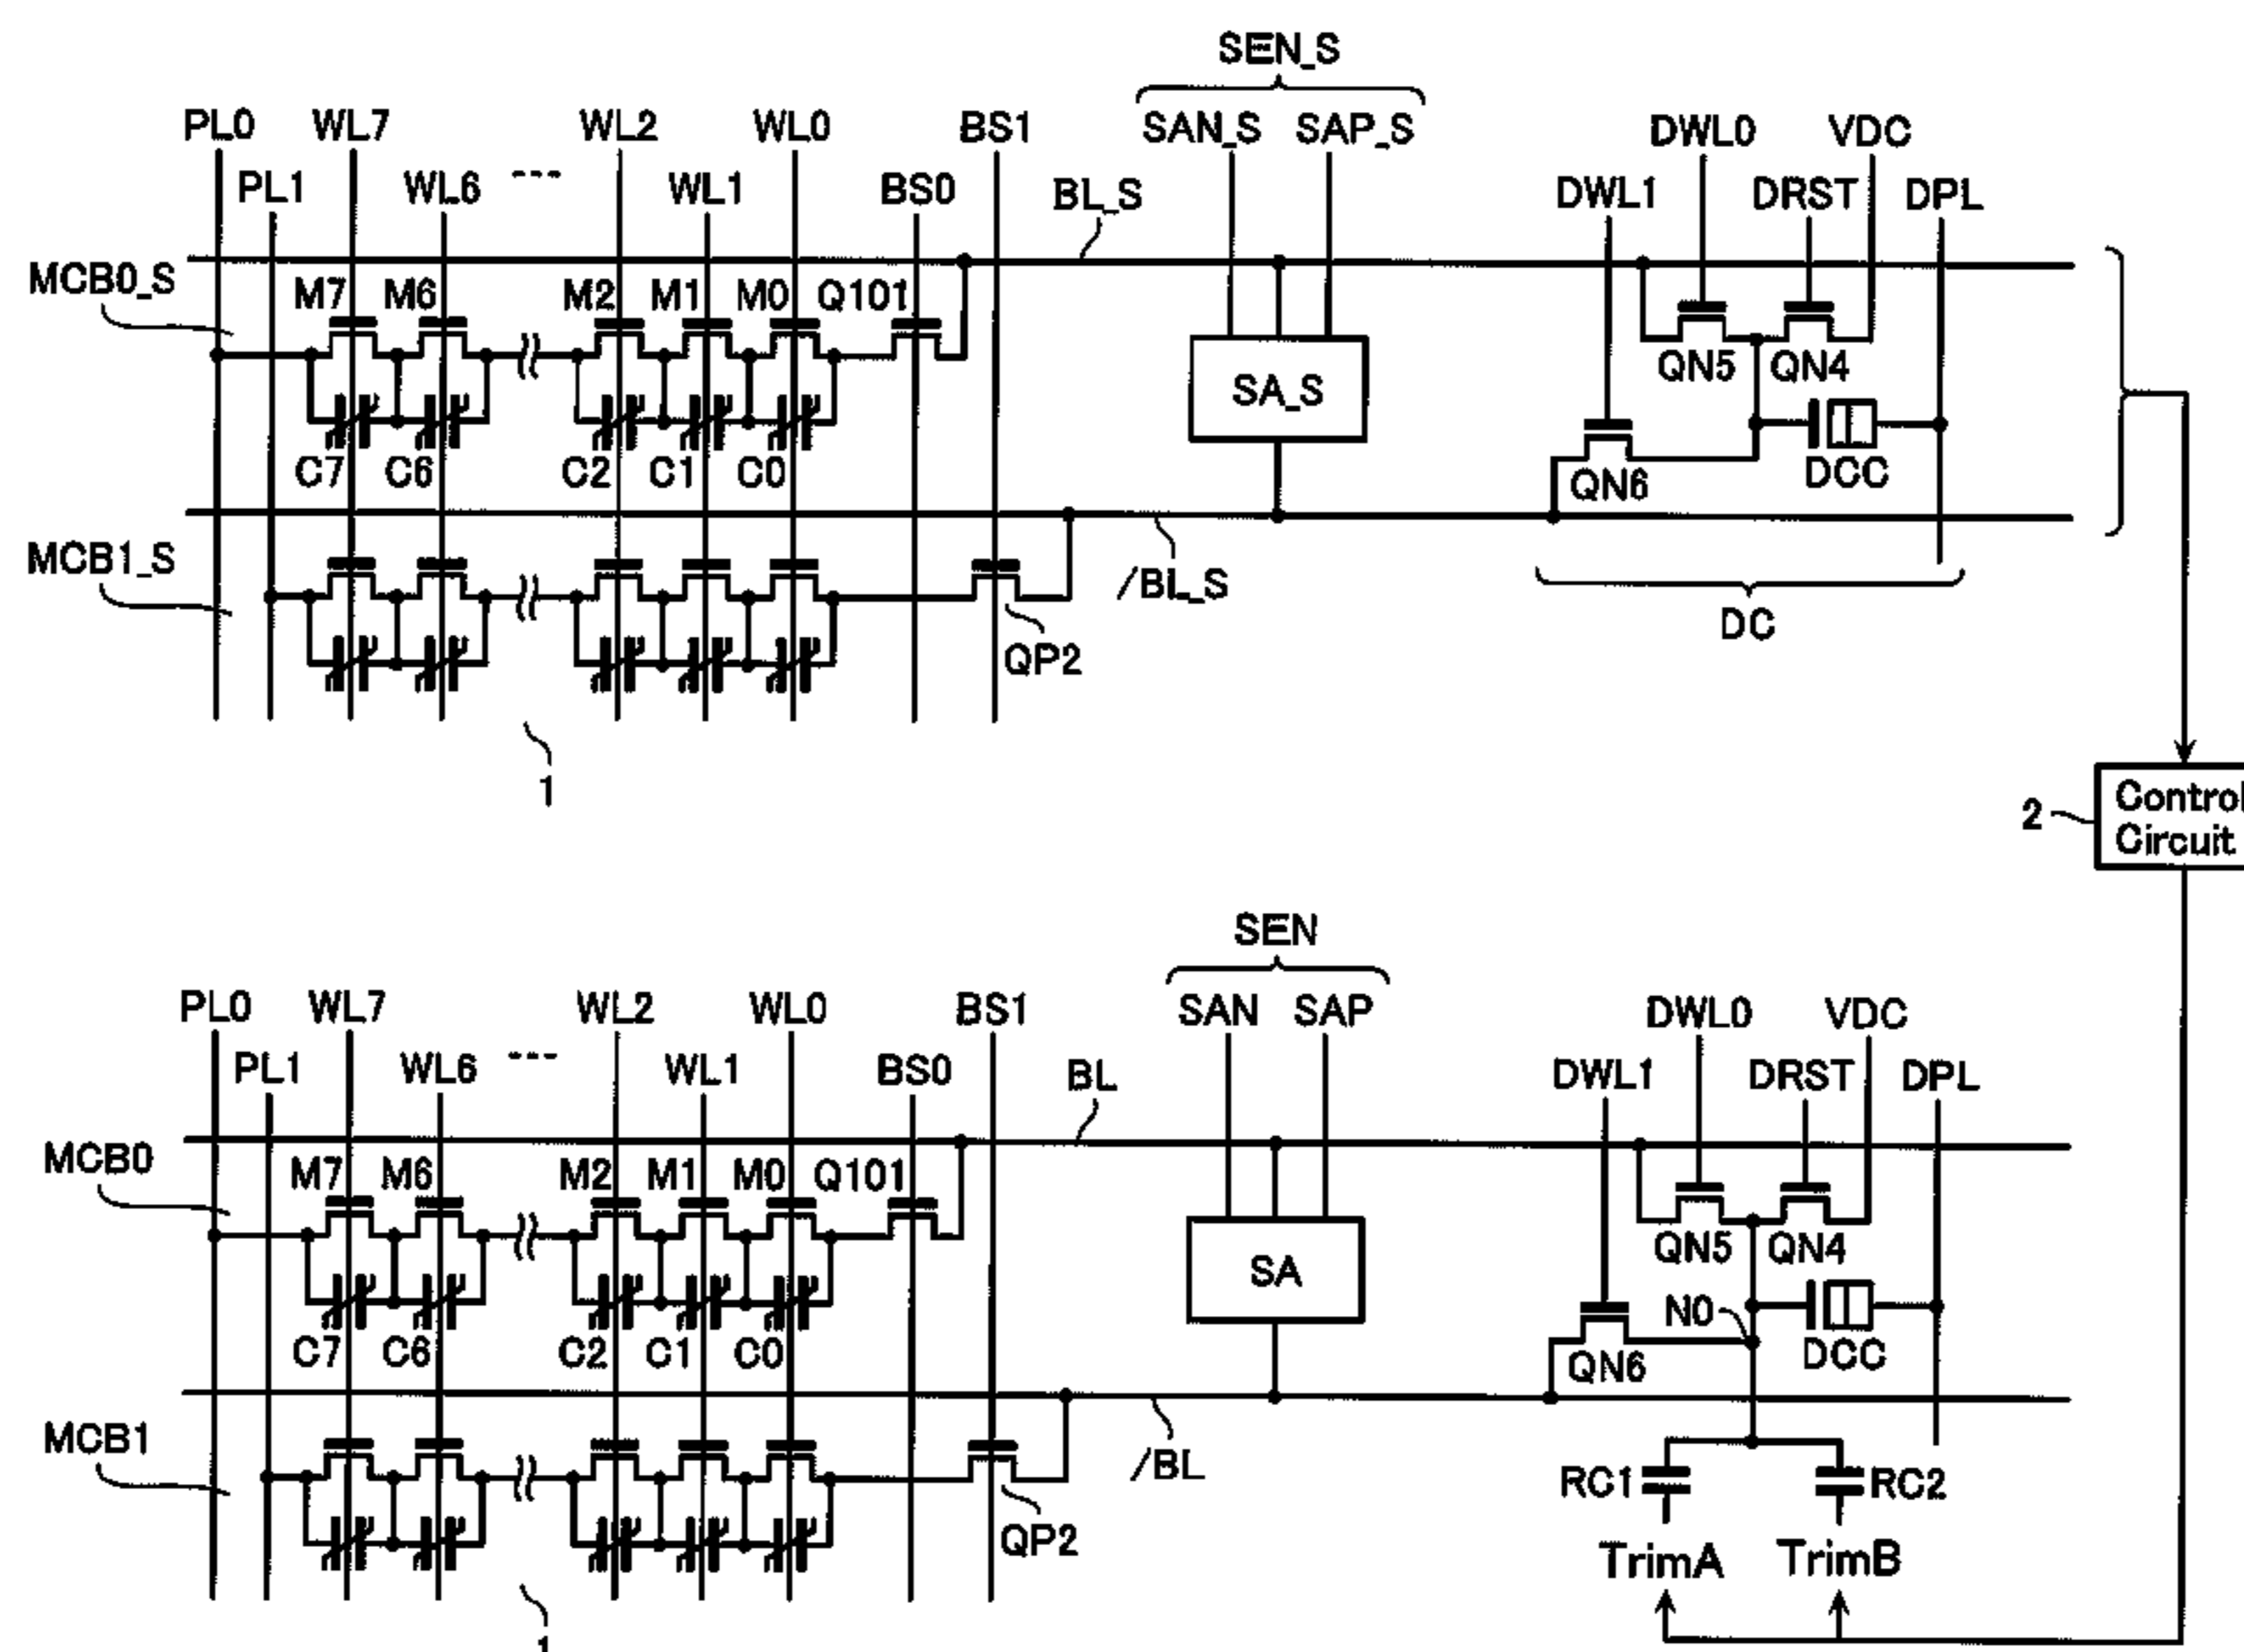 SEN_S
PL0 WL7 WL2 WL0 BS1 SAN_S SAP_S DWL0 VDC
PL1 WL6 --- WL1 BS0 BL_S DWL1 DRST DPL
MCB0_S M7 M6 M2 M1 M0 Q101
QN5 QN4
SA_S
C7 C6 C2 C1 C0 QN6 DCC
MCB1_S /BL_S DC
QP2
1
2 Control
Circuit
SEN
PL0 WL7 WL2 WL0 BS1 SAN SAP DWL0 VDC
PL1 WL6 --- WL1 BS0 BL DWL1 DRST DPL
MCB0 M7 M6 M2 M1 M0 Q101
QN5 QN4
SA
N0
C7 C6 C2 C1 C0 QN6 DCC
MCB1 /BL
RC1 RC2
QP2
TrimA TrimB
1